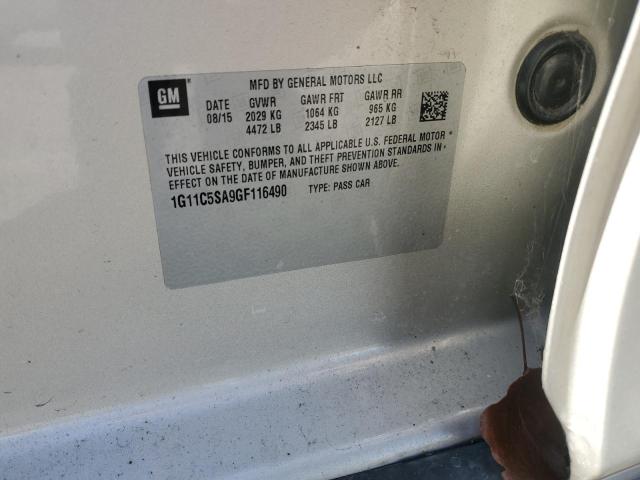 GM
MFD BY GENERAL MOTORS LLC
DATE GVWR GAWR FRT GAWR RR
08/15 2029 KG 1064 KG 965 KG
4472 LB 2345 LB 2127 LB
THIS VEHICLE CONFORMS TO ALL APPLICABLE U.S. FEDERAL MOTOR *
VEHICLE SAFETY, BUMPER, AND THEFT PREVENTION STANDARDS IN *
EFFECT ON THE DATE OF MANUFACTURE SHOWN ABOVE.
1G11C5SA9GF116490 TYPE: PASS CAR